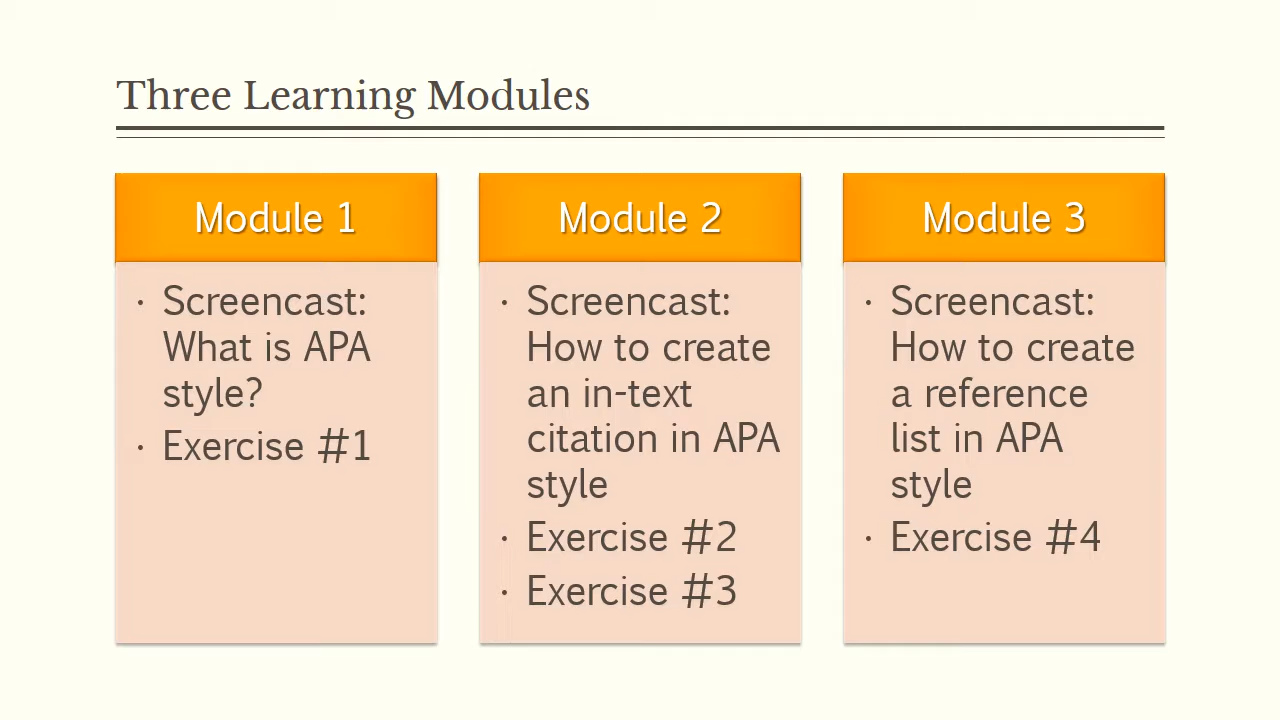 Three Learning Modules
Module 1
· Screencast:
What is APA
style?
· Exercise #1
Module 2
· Screencast:
How to create
an in-text
citation in APA
style
· Exercise #2
· Exercise #3
Module 3
· Screencast:
How to create
a reference
list in APA
style
· Exercise #4